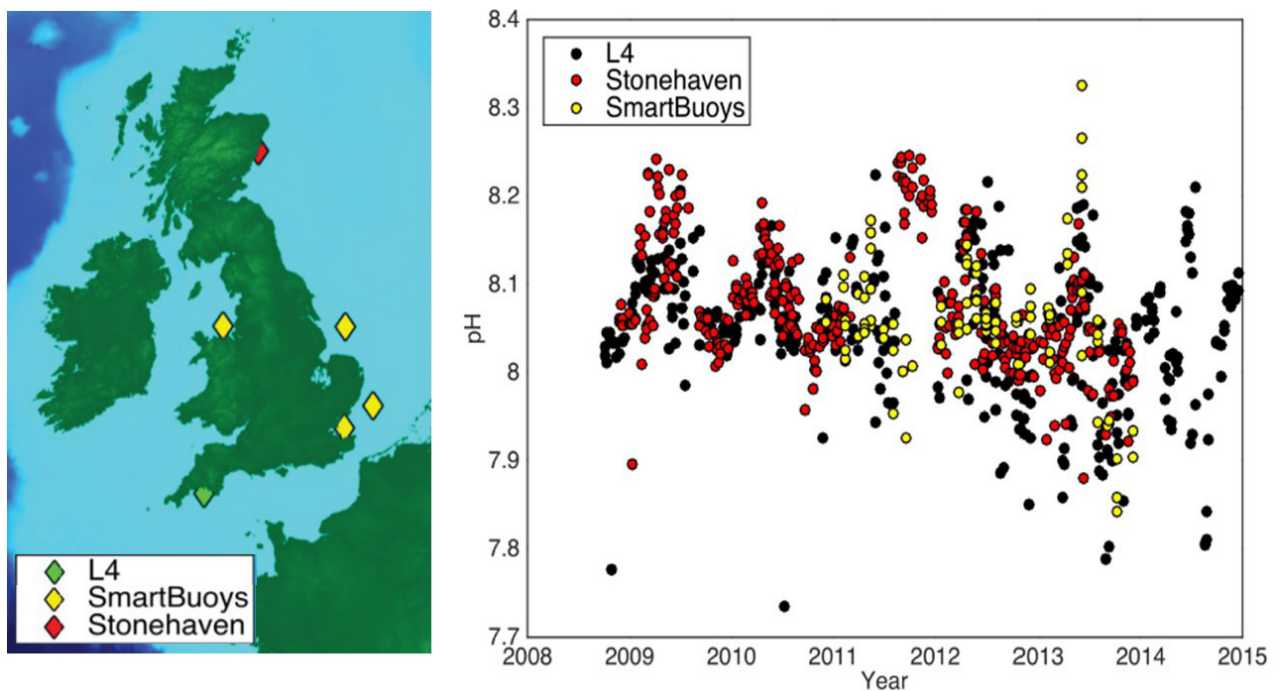 L4
SmartBuoys
Stonehaven
8.4
8.3
8.2
8.1
8
7.9
7.8
7.7
pH
L4
Stonehaven
SmartBuoys
2008
2009
2010
2011
2012
2013
2014
2015
Year